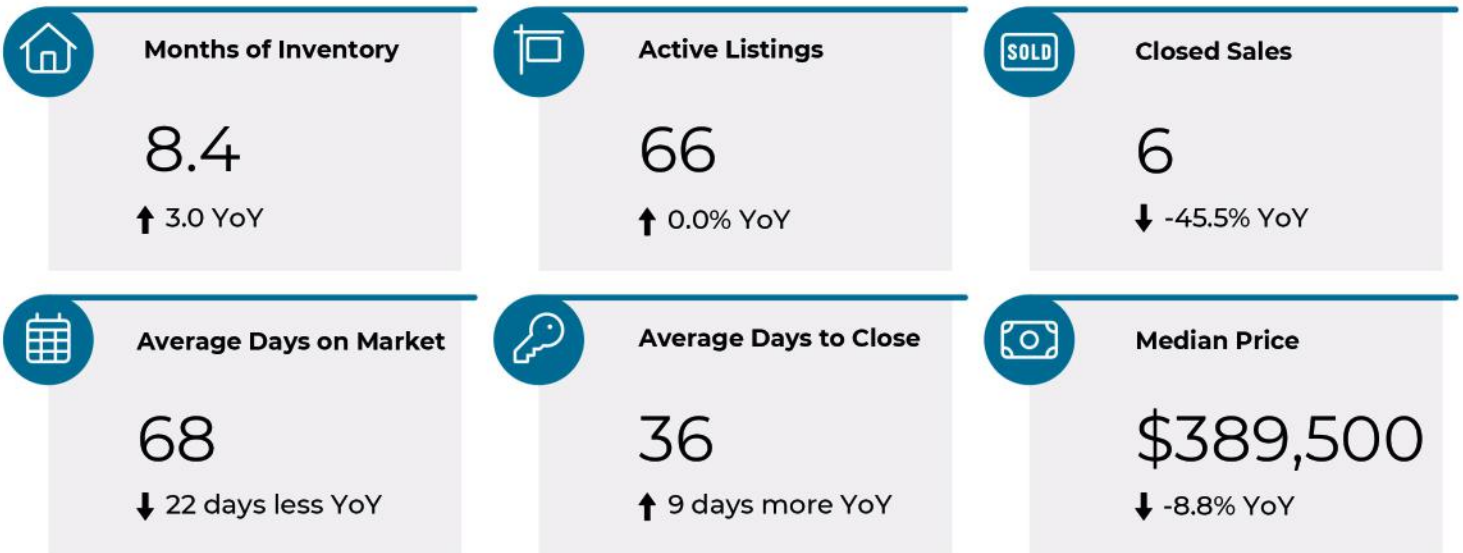 Months of Inventory
8.4
↑ 3.0 YoY
Active Listings
66
↑ 0.0% YoY
SOLD
Closed Sales
6
↓ -45.5% YoY
Average Days on Market
68
↓ 22 days less YoY
Average Days to Close
36
↑ 9 days more YoY
Median Price
$389,500
↓ -8.8% YoY